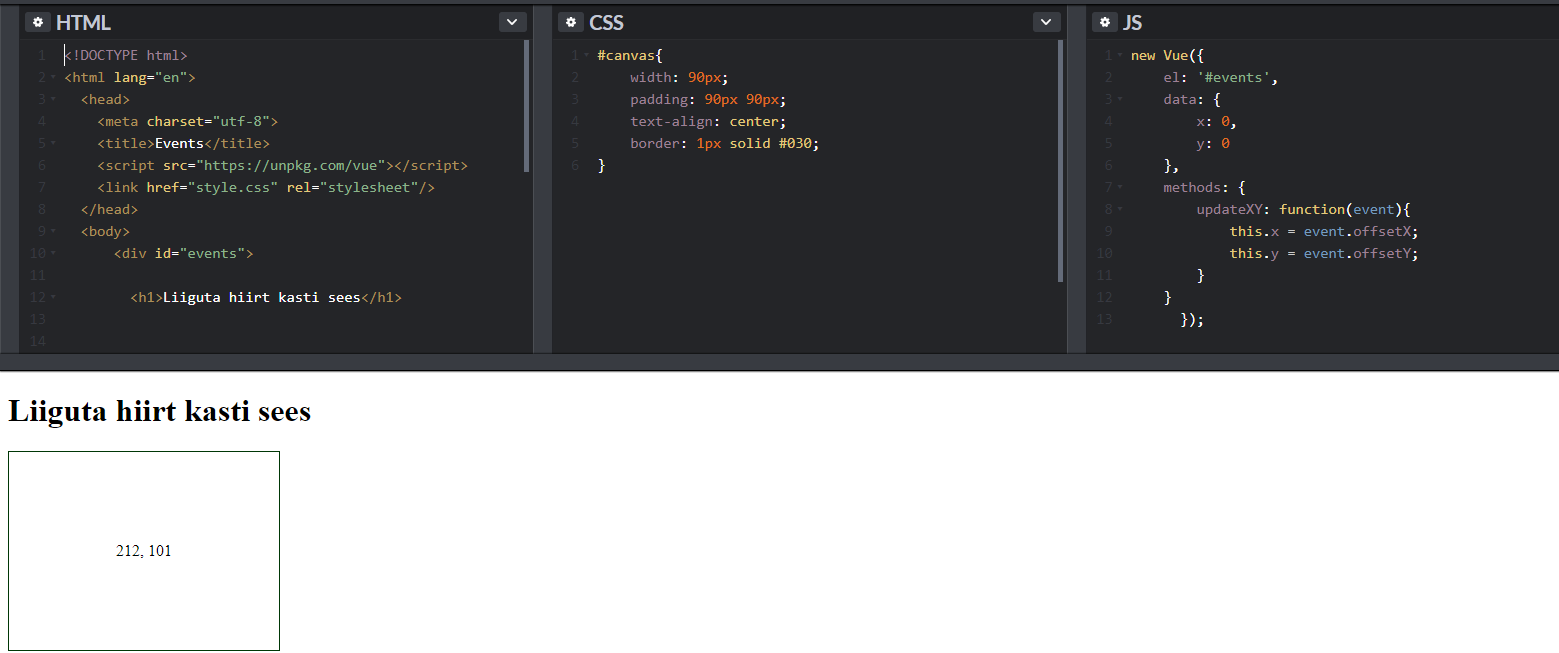 HTML
1 <!DOCTYPE html>
2 <html lang="en">
3 <head>
4 <meta charset="utf-8">
5 <title>Events</title>
6 <script src="https://unpkg.com/vue"></script>
7 <link href="style.css" rel="stylesheet"/>
8 </head>
9 <body>
10 <div id="events">
11
12 <h1>Liiguta hiirt kasti sees</h1>
13
14
CSS
1 #canvas{
2 width: 90px;
3 padding: 90px 90px;
4 text-align: center;
5 border: 1px solid #030;
6 }
JS
1 new Vue({
2 el: '#events',
3 data: {
4 x: 0,
5 y: 0
6 },
7 methods: {
8 updateXY: function(event){
9 this.x = event.offsetX;
10 this.y = event.offsetY;
11 }
12 }
13 });
Liiguta hiirt kasti sees
212, 101